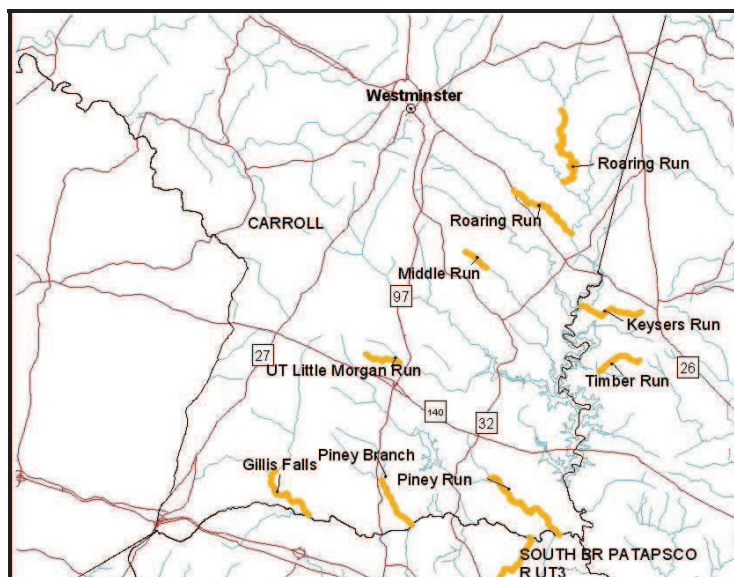 Westminster
Roaring Run
Roaring Run
CARROLL
Middle Run
97
Keysers Run
27
UT Little Morgan Run
26
Timber Run
140
32
Piney Branch
Gillis Falls
Piney Run
SOUTH BR PATAPSCO
R UT3